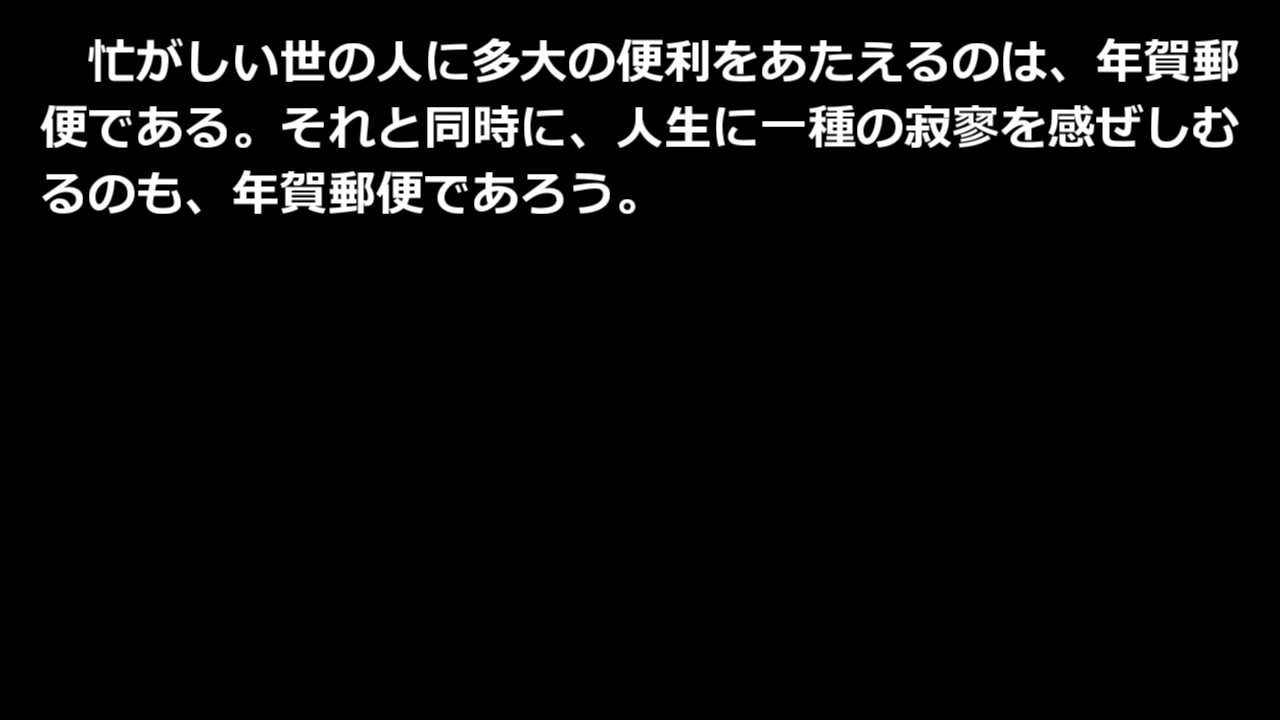 忙がしい世の人に多大の便利をあたえるのは、年賀郵
便である。それと同時に、人生に一種の寂寥を感ぜしむ
るのも、年賀郵便であろう。